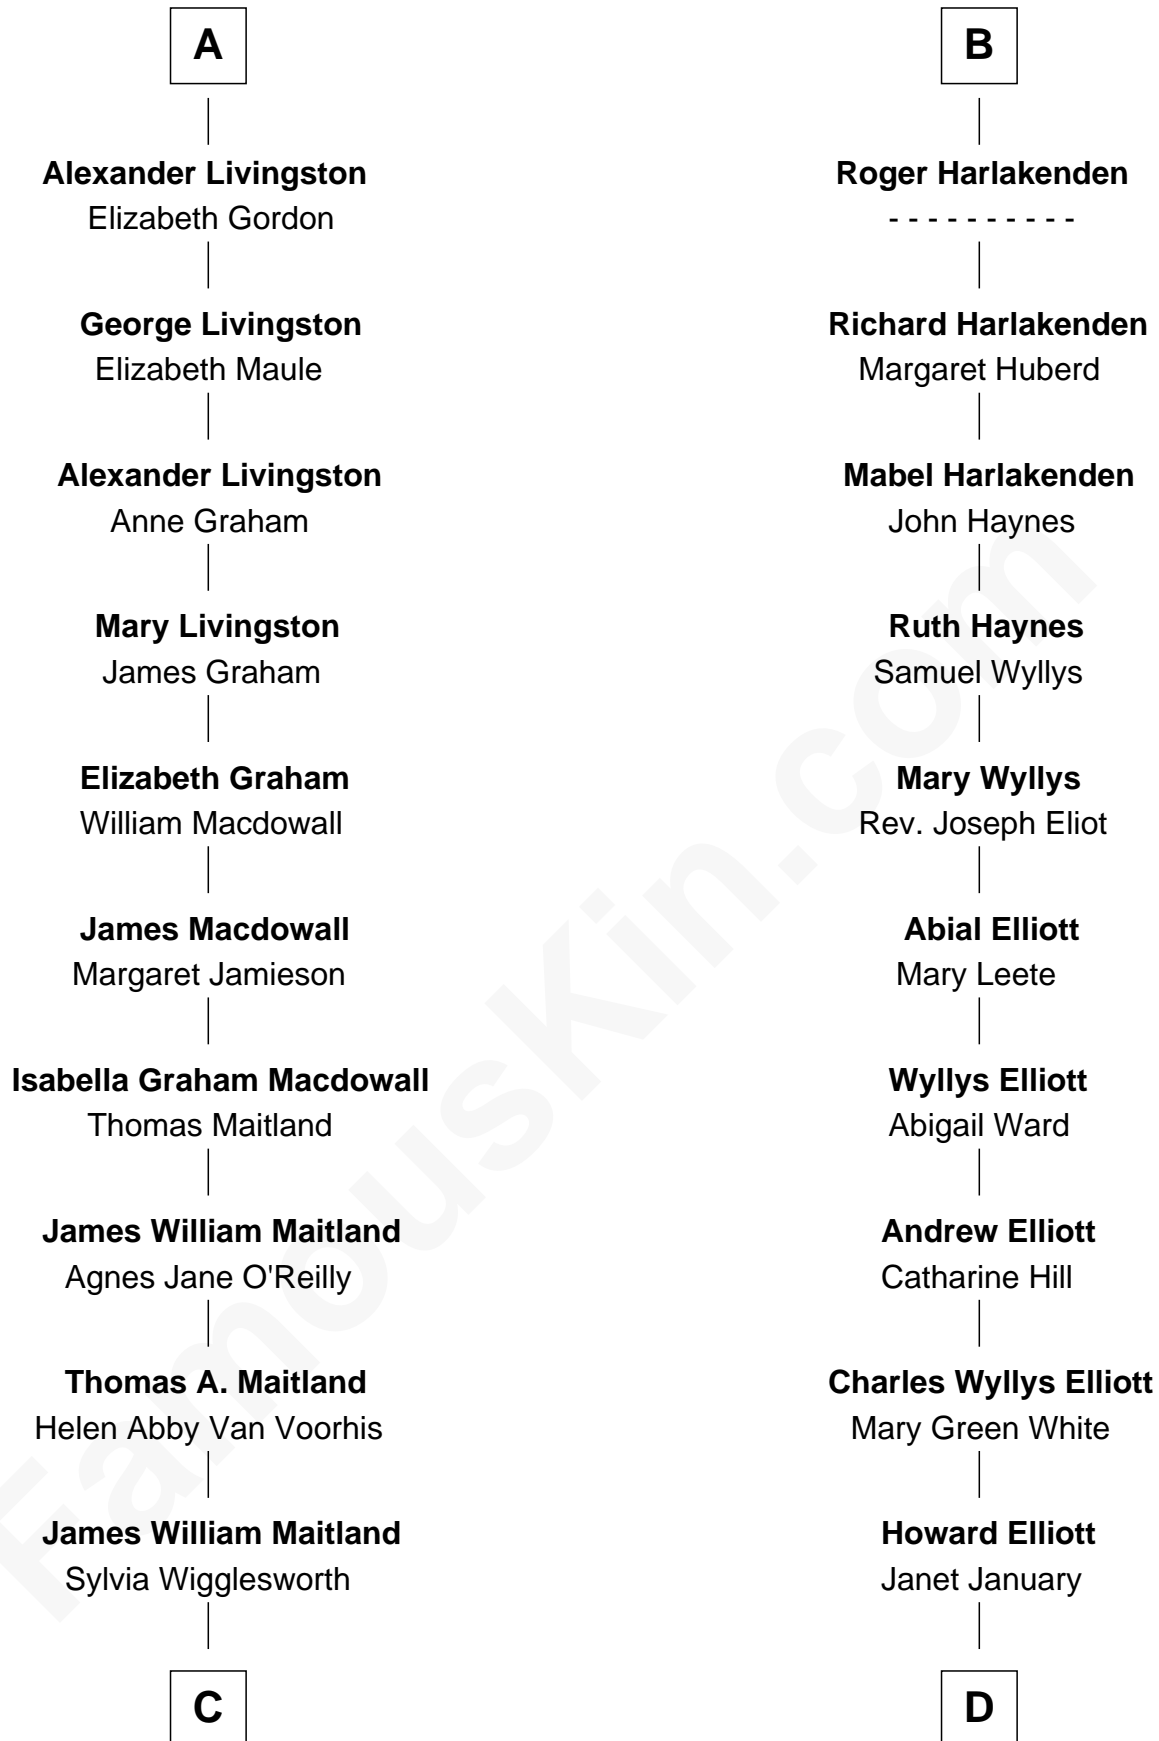 A
Alexander Livingston
Elizabeth Gordon
George Livingston
Elizabeth Maule
Alexander Livingston
Anne Graham
Mary Livingston
James Graham
Elizabeth Graham
William Macdowall
James Macdowall
Margaret Jamieson
Isabella Graham Macdowall
Thomas Maitland
James William Maitland
Agnes Jane O'Reilly
Thomas A. Maitland
Helen Abby Van Voorhis
James William Maitland
Sylvia Wigglesworth
C
B
Roger Harlakenden
- - - - - - - - - -
Richard Harlakenden
Margaret Huberd
Mabel Harlakenden
John Haynes
Ruth Haynes
Samuel Wyllys
Mary Wyllys
Rev. Joseph Eliot
Abial Elliott
Mary Leete
Wyllys Elliott
Abigail Ward
Andrew Elliott
Catharine Hill
Charles Wyllys Elliott
Mary Green White
Howard Elliott
Janet January
D
FamousKin.com